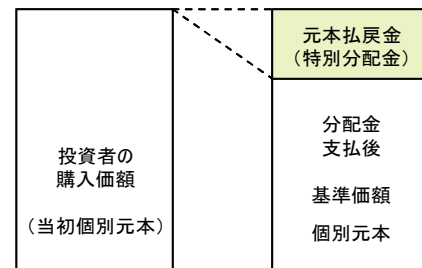 投資者の
購入価額
（当初個別元本）
元本払戻金
（特別分配金）
分配金
支払後
基準価額
個別元本